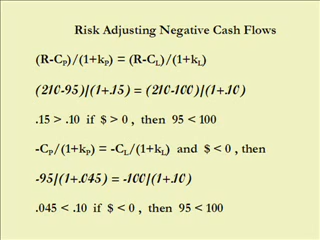 Risk Adjusting Negative Cash Flows
(R-CP)/(1+kP) = (R-CL)/(1+kL)
(210-95)/(1+.15) = (210-100)/(1+.10)
.15 > .10 if $ > 0 , then 95 < 100
-CP/(1+kP) = -CL/(1+kL) and $ < 0 , then
-95/(1+.045) = -100/(1+.10)
.045 < .10 if $ < 0 , then 95 < 100